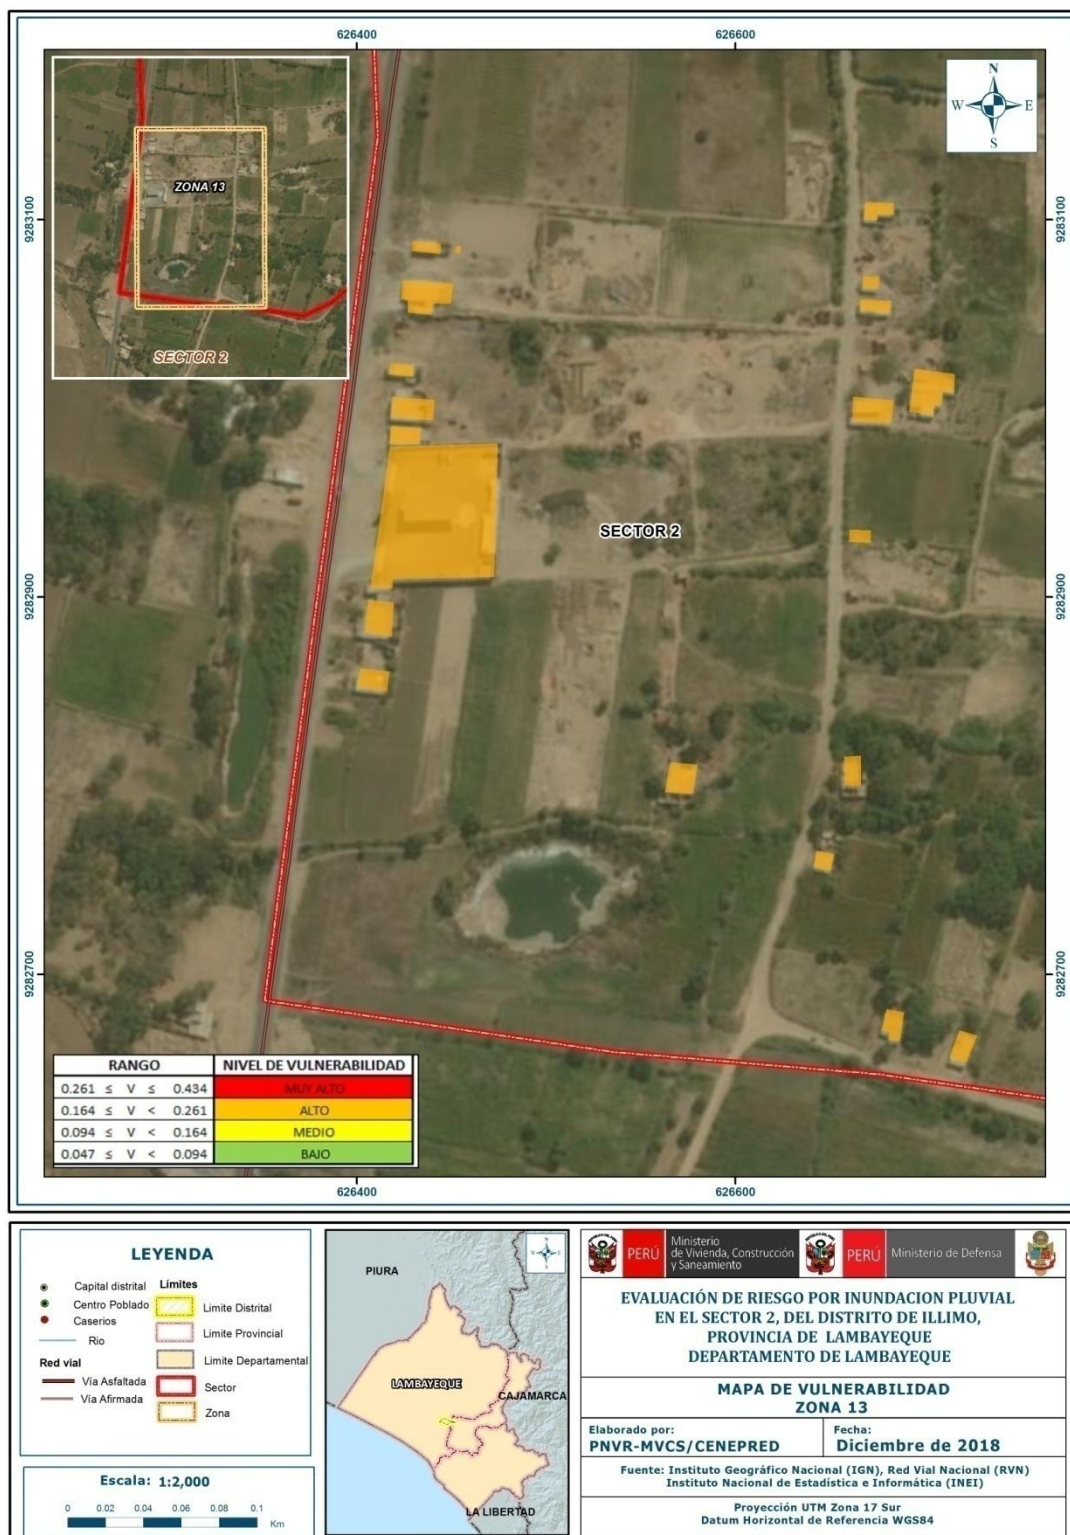 626400
626600
N
W
E
S
ZONA 13
SECTOR 2
9283100
9283100
SECTOR 2
9282900
9282900
9282700
9282700
RANGO NIVEL DE VULNERABILIDAD
0.261 ≤ V ≤ 0.434 MUY ALTO
0.164 ≤ V < 0.261 ALTO
0.094 ≤ V < 0.164 MEDIO
0.047 ≤ V < 0.094 BAJO
626400
626600
LEYENDA
Capital distrital
Centro Poblado
Caserios
Rio
Red vial
Vía Asfaltada
Vía Afirmada
Límites
Limite Distrital
Limite Provincial
Limite Departamental
Sector
Zona
Escala: 1:2,000
0 0.02 0.04 0.06 0.08 0.1
Km
PIURA
LAMBAYEQUE
CAJAMARCA
LA LIBERTAD
PERÚ
Ministerio
de Vivienda, Construcción
y Saneamiento
PERÚ
Ministerio de Defensa
EVALUACIÓN DE RIESGO POR INUNDACION PLUVIAL
EN EL SECTOR 2, DEL DISTRITO DE ILLIMO,
PROVINCIA DE LAMBAYEQUE
DEPARTAMENTO DE LAMBAYEQUE
MAPA DE VULNERABILIDAD
ZONA 13
Elaborado por:
PNVR-MVCS/CENEPRED
Fecha:
Diciembre de 2018
Fuente: Instituto Geográfico Nacional (IGN), Red Vial Nacional (RVN)
Instituto Nacional de Estadística e Informática (INEI)
Proyección UTM Zona 17 Sur
Datum Horizontal de Referencia WGS84